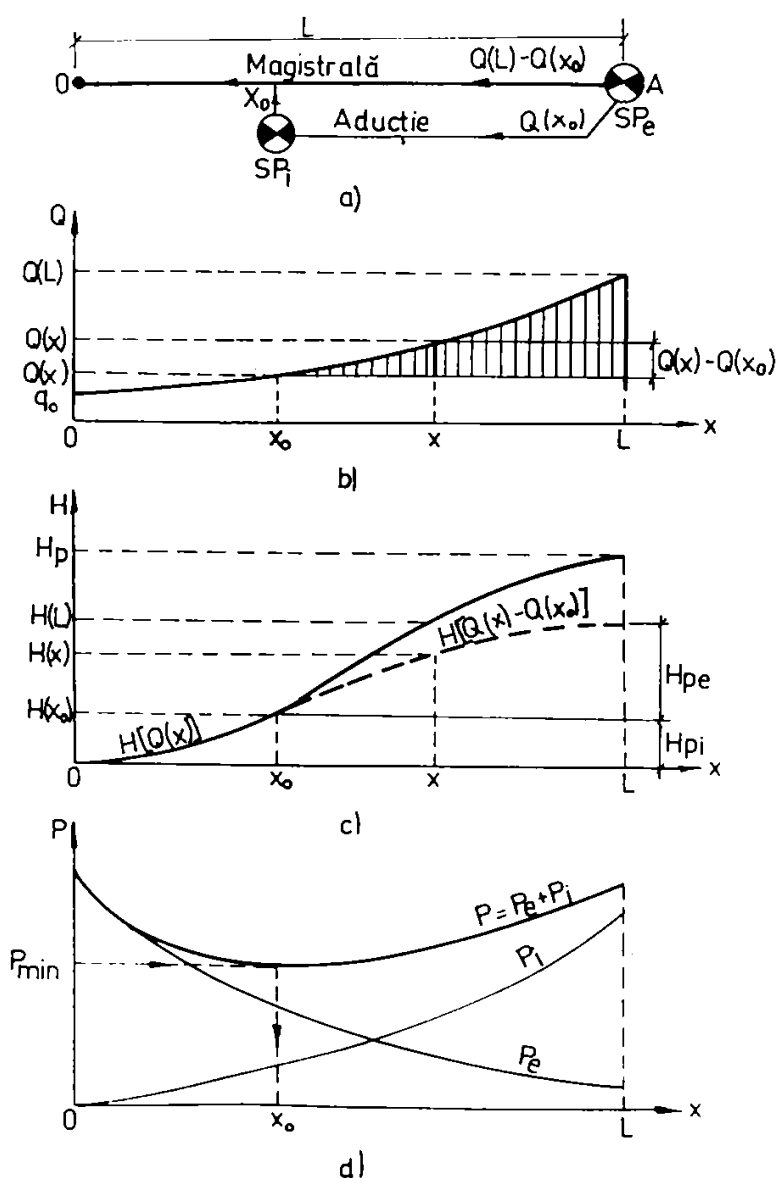 L
O
Magistrală
Q(L)-Q(x₀)
A
X₀
Aducție
Q(x₀)
SPₑ
SPᵢ
a)
Q
Q(L)
Q(x)
Q(x)
q₀
Q(x)-Q(x₀)
0
x₀
x
L
x
b)
H
Hp
H(L)
H(x)
H(x₀)
H[Q(x)]
H[Q(x)-Q(x₀)]
Hpe
Hpi
0
x₀
x
L
x
c)
P
P=Pₑ+Pᵢ
Pmin
Pᵢ
Pₑ
0
x₀
L
x
d)